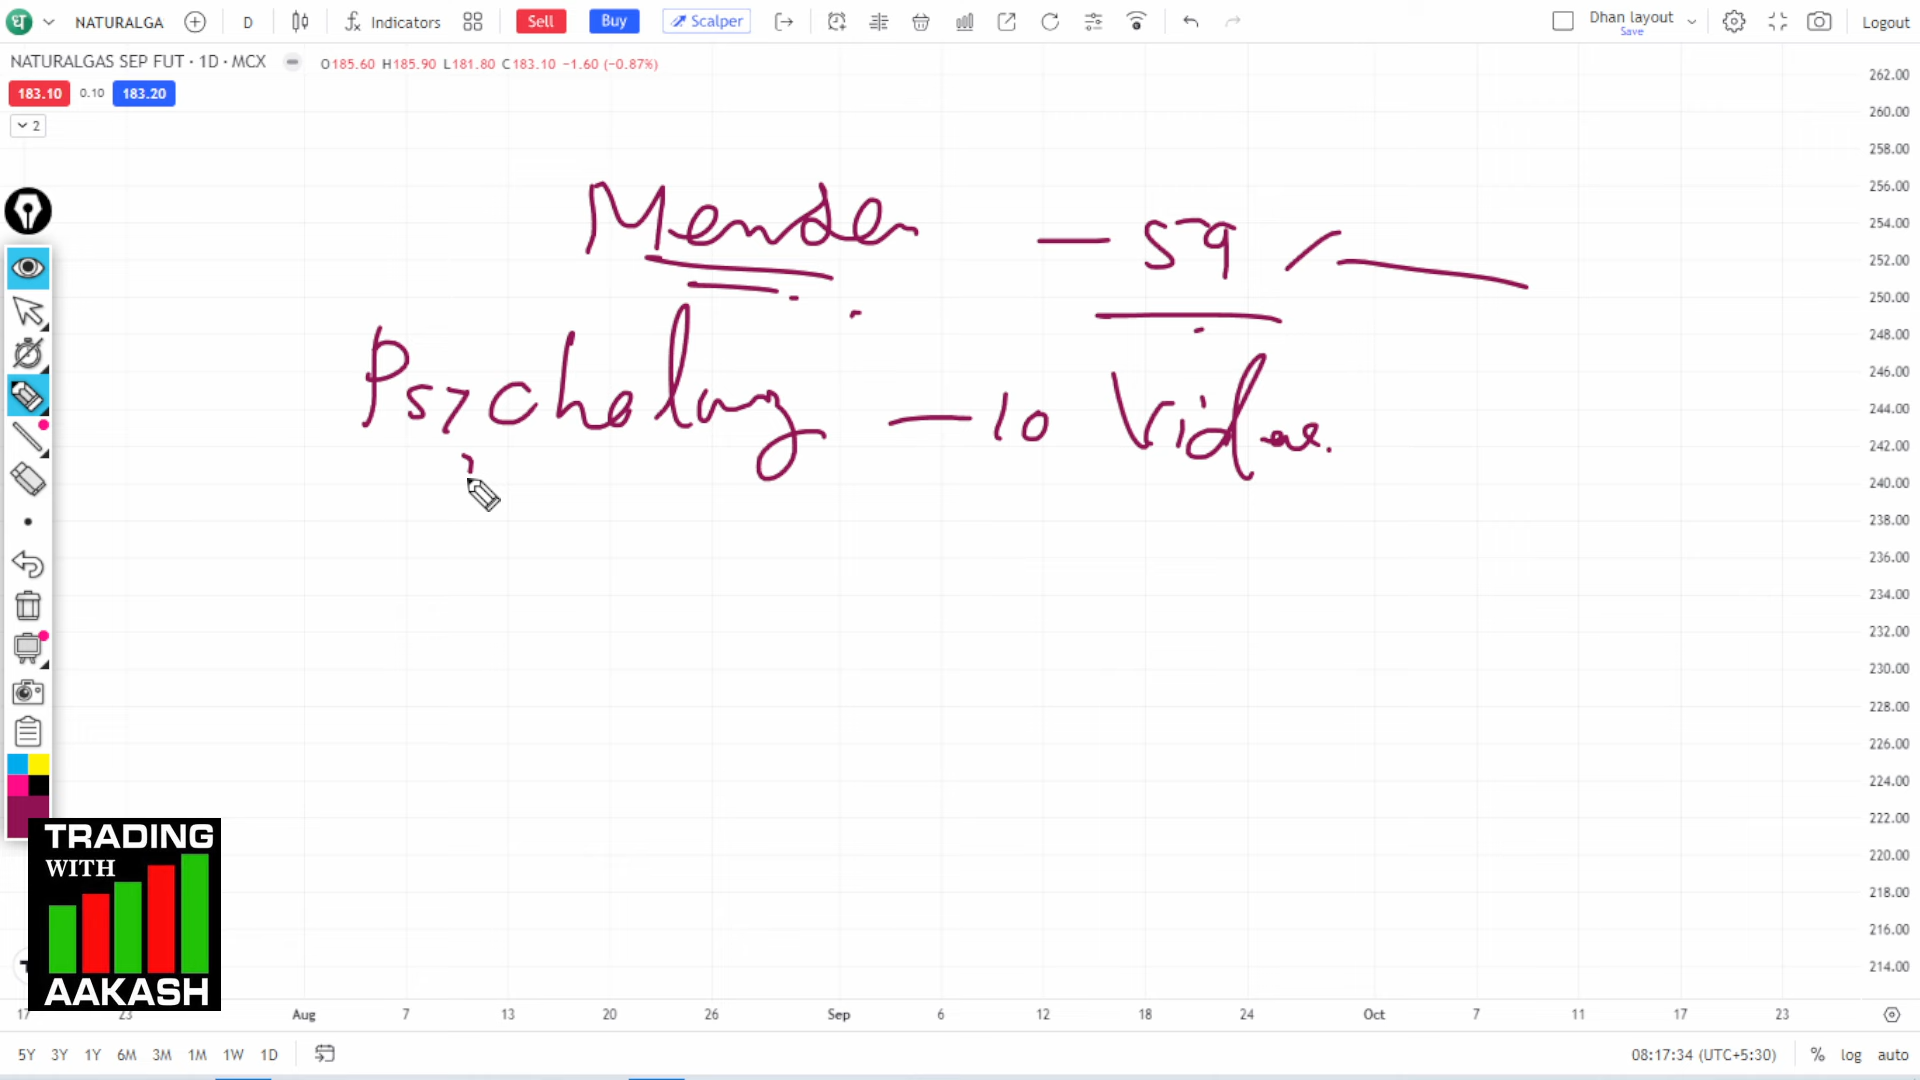 NATURALGA D Indicators Sell Buy Scalper Dhan layout Save Logout
NATURALGAS SEP FUT · 1D · MCX O185.60 H185.90 L181.80 C183.10 −1.60 (−0.87%)
183.10 0.10 183.20
2
262.00
260.00
258.00
256.00
254.00
252.00
250.00
248.00
246.00
244.00
242.00
240.00
238.00
236.00
234.00
232.00
230.00
228.00
226.00
224.00
222.00
220.00
218.00
216.00
214.00
— 59 /—
Psychology — 10
TRADING
WITH
AAKASH
17 23 Aug 7 13 20 26 Sep 6 12 18 24 Oct 7 11 17 23
5Y 3Y 1Y 6M 3M 1M 1W 1D 08:17:34 (UTC+5:30) % log auto